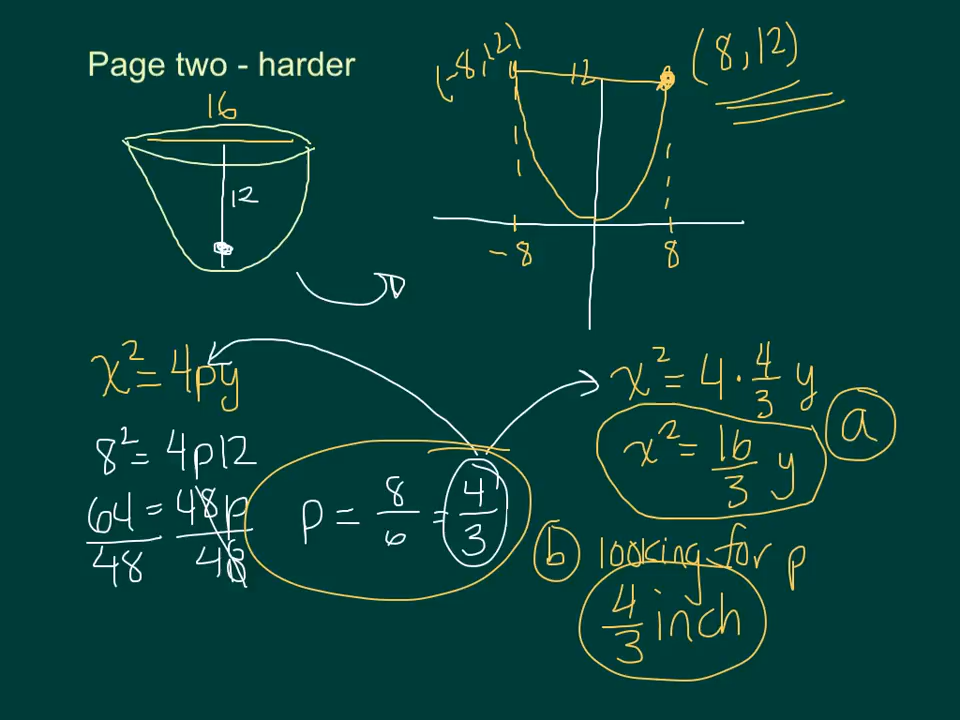 Page two - harder
16
12
(-8,12)
12
(8,12)
-8
8
x² = 4py
8² = 4p12
64 = 48p
48 48
p = 8/6 = 4/3
x² = 4 · 4/3 y
x² = 16/3 y
a
b looking for p
4/3 inch